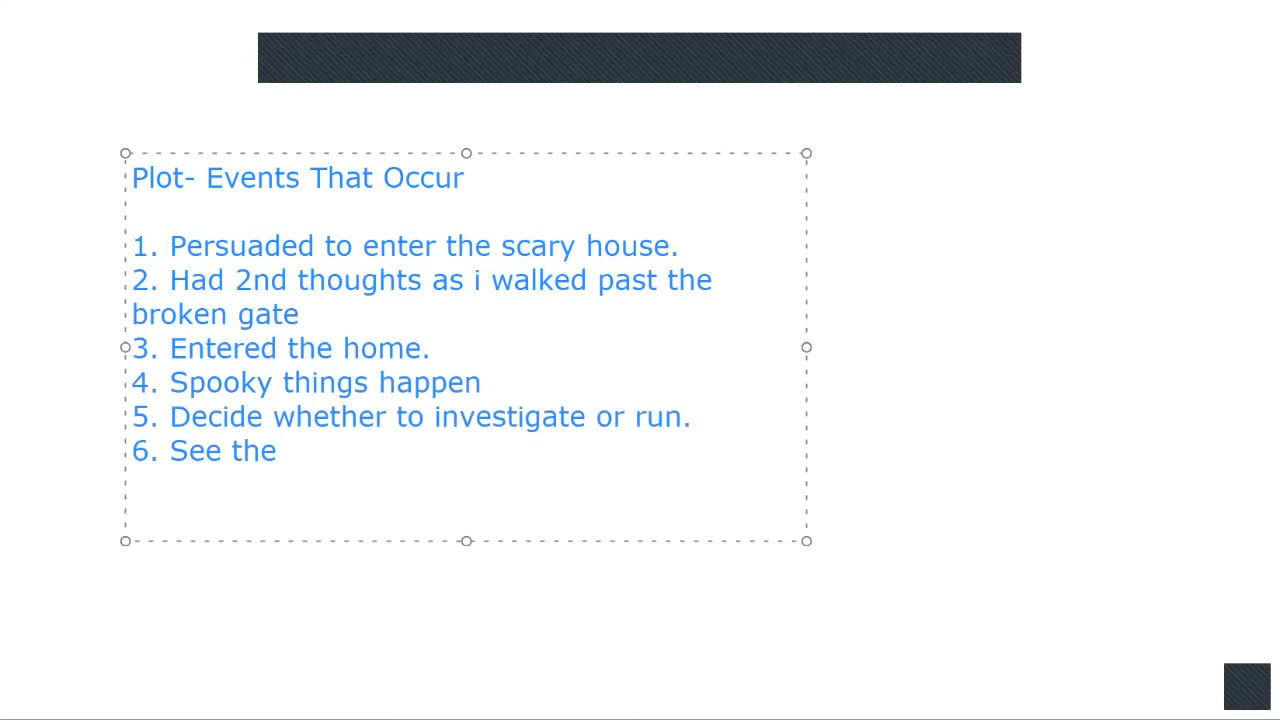 Plot- Events That Occur
1. Persuaded to enter the scary house.
2. Had 2nd thoughts as i walked past the
broken gate
3. Entered the home.
4. Spooky things happen
5. Decide whether to investigate or run.
6. See the